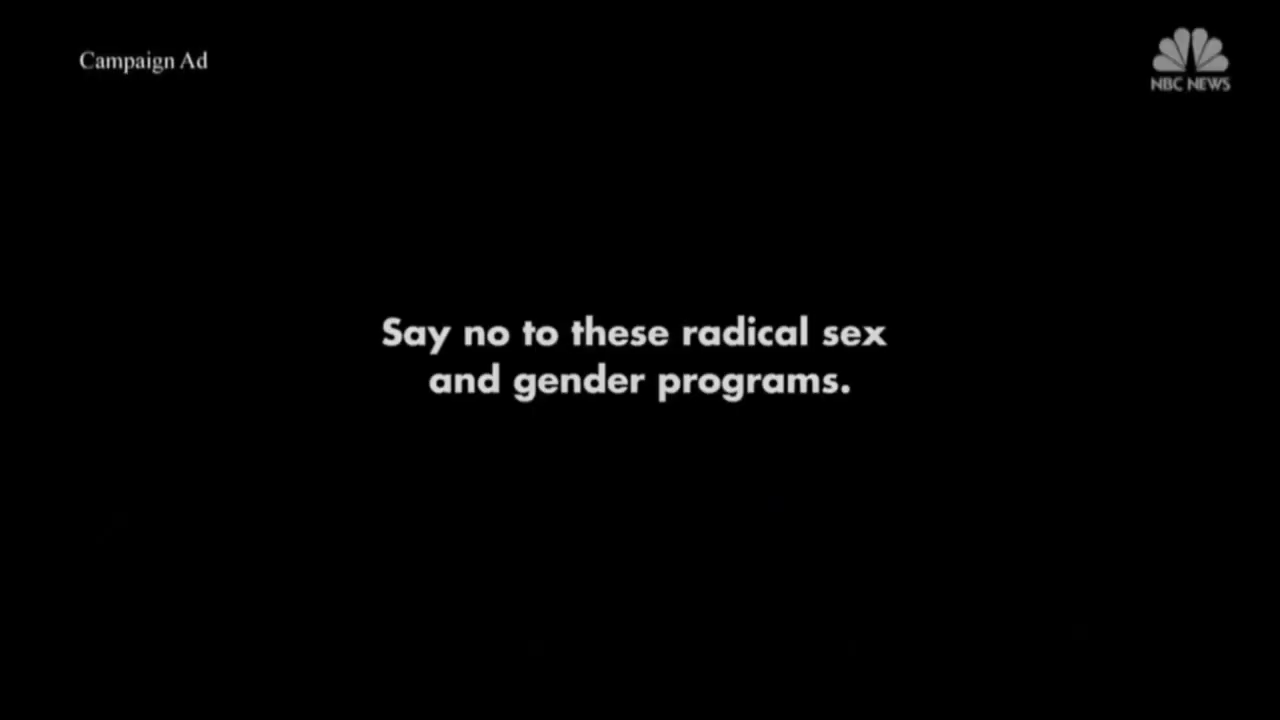 Campaign Ad
NBC NEWS
Say no to these radical sex
and gender programs.